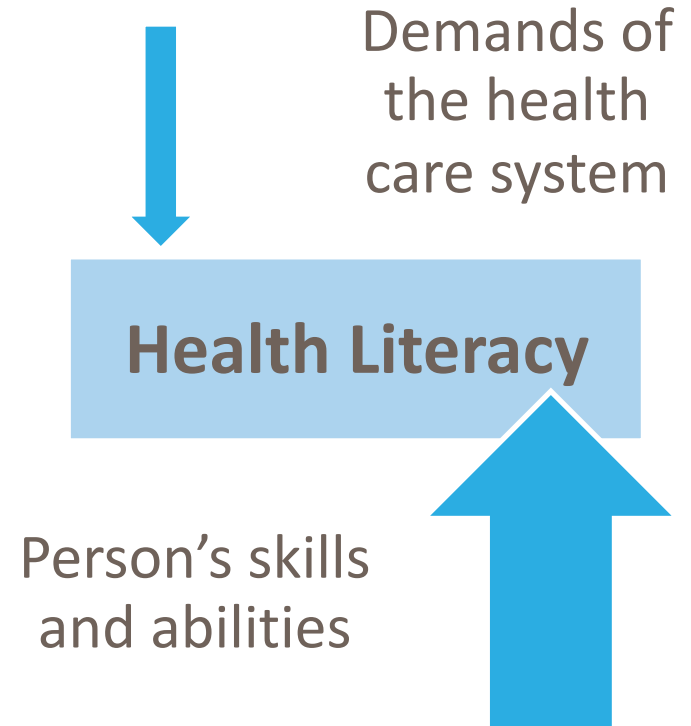 Demands of
the health
care system
Health Literacy
Person’s skills
and abilities